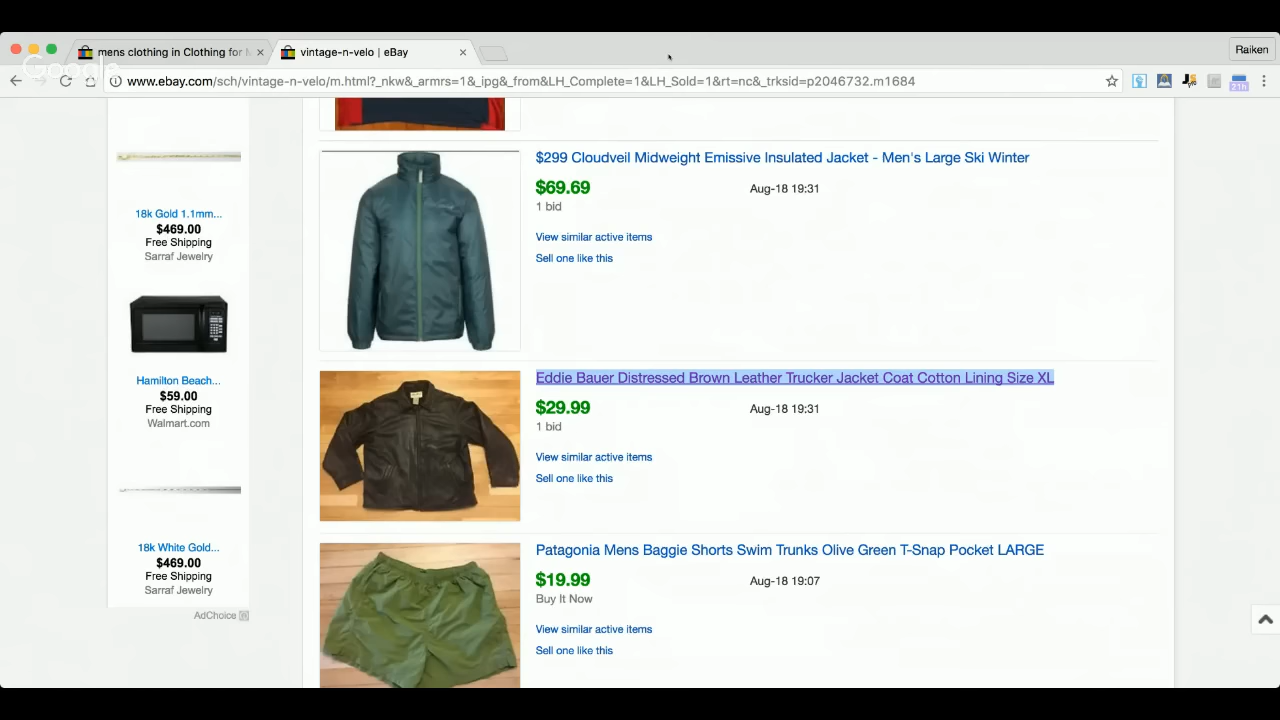 mens clothing in Clothing for M
vintage-n-velo | eBay
Raiken
Google
www.ebay.com/sch/vintage-n-velo/m.html?_nkw&_armrs=1&_ipg&_from&LH_Complete=1&LH_Sold=1&rt=nc&_trksid=p2046732.m1684
21h
18k Gold 1.1mm...
$469.00
Free Shipping
Sarraf Jewelry
Hamilton Beach...
$59.00
Free Shipping
Walmart.com
18k White Gold...
$469.00
Free Shipping
Sarraf Jewelry
AdChoice
$299 Cloudveil Midweight Emissive Insulated Jacket - Men's Large Ski Winter
$69.69 Aug-18 19:31
1 bid
View similar active items
Sell one like this
Eddie Bauer Distressed Brown Leather Trucker Jacket Coat Cotton Lining Size XL
$29.99 Aug-18 19:31
1 bid
View similar active items
Sell one like this
Patagonia Mens Baggie Shorts Swim Trunks Olive Green T-Snap Pocket LARGE
$19.99 Aug-18 19:07
Buy It Now
View similar active items
Sell one like this